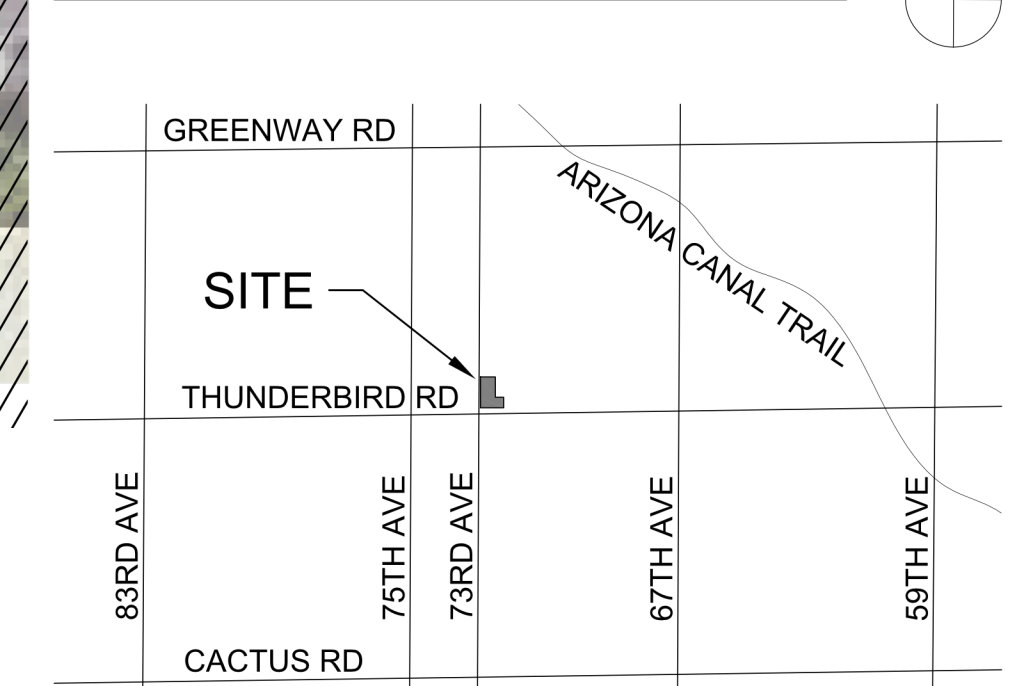 GREENWAY RD
ARIZONA CANAL TRAIL
SITE
THUNDERBIRD RD
83RD AVE
75TH AVE
73RD AVE
67TH AVE
59TH AVE
CACTUS RD